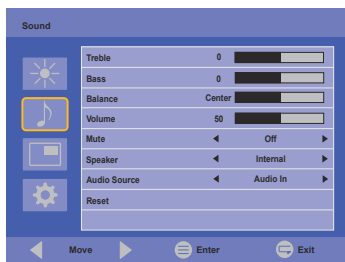 Sound
Treble 0
Bass 0
Balance Center
Volume 50
Mute Off
Speaker Internal
Audio Source Audio In
Reset
Move Enter Exit